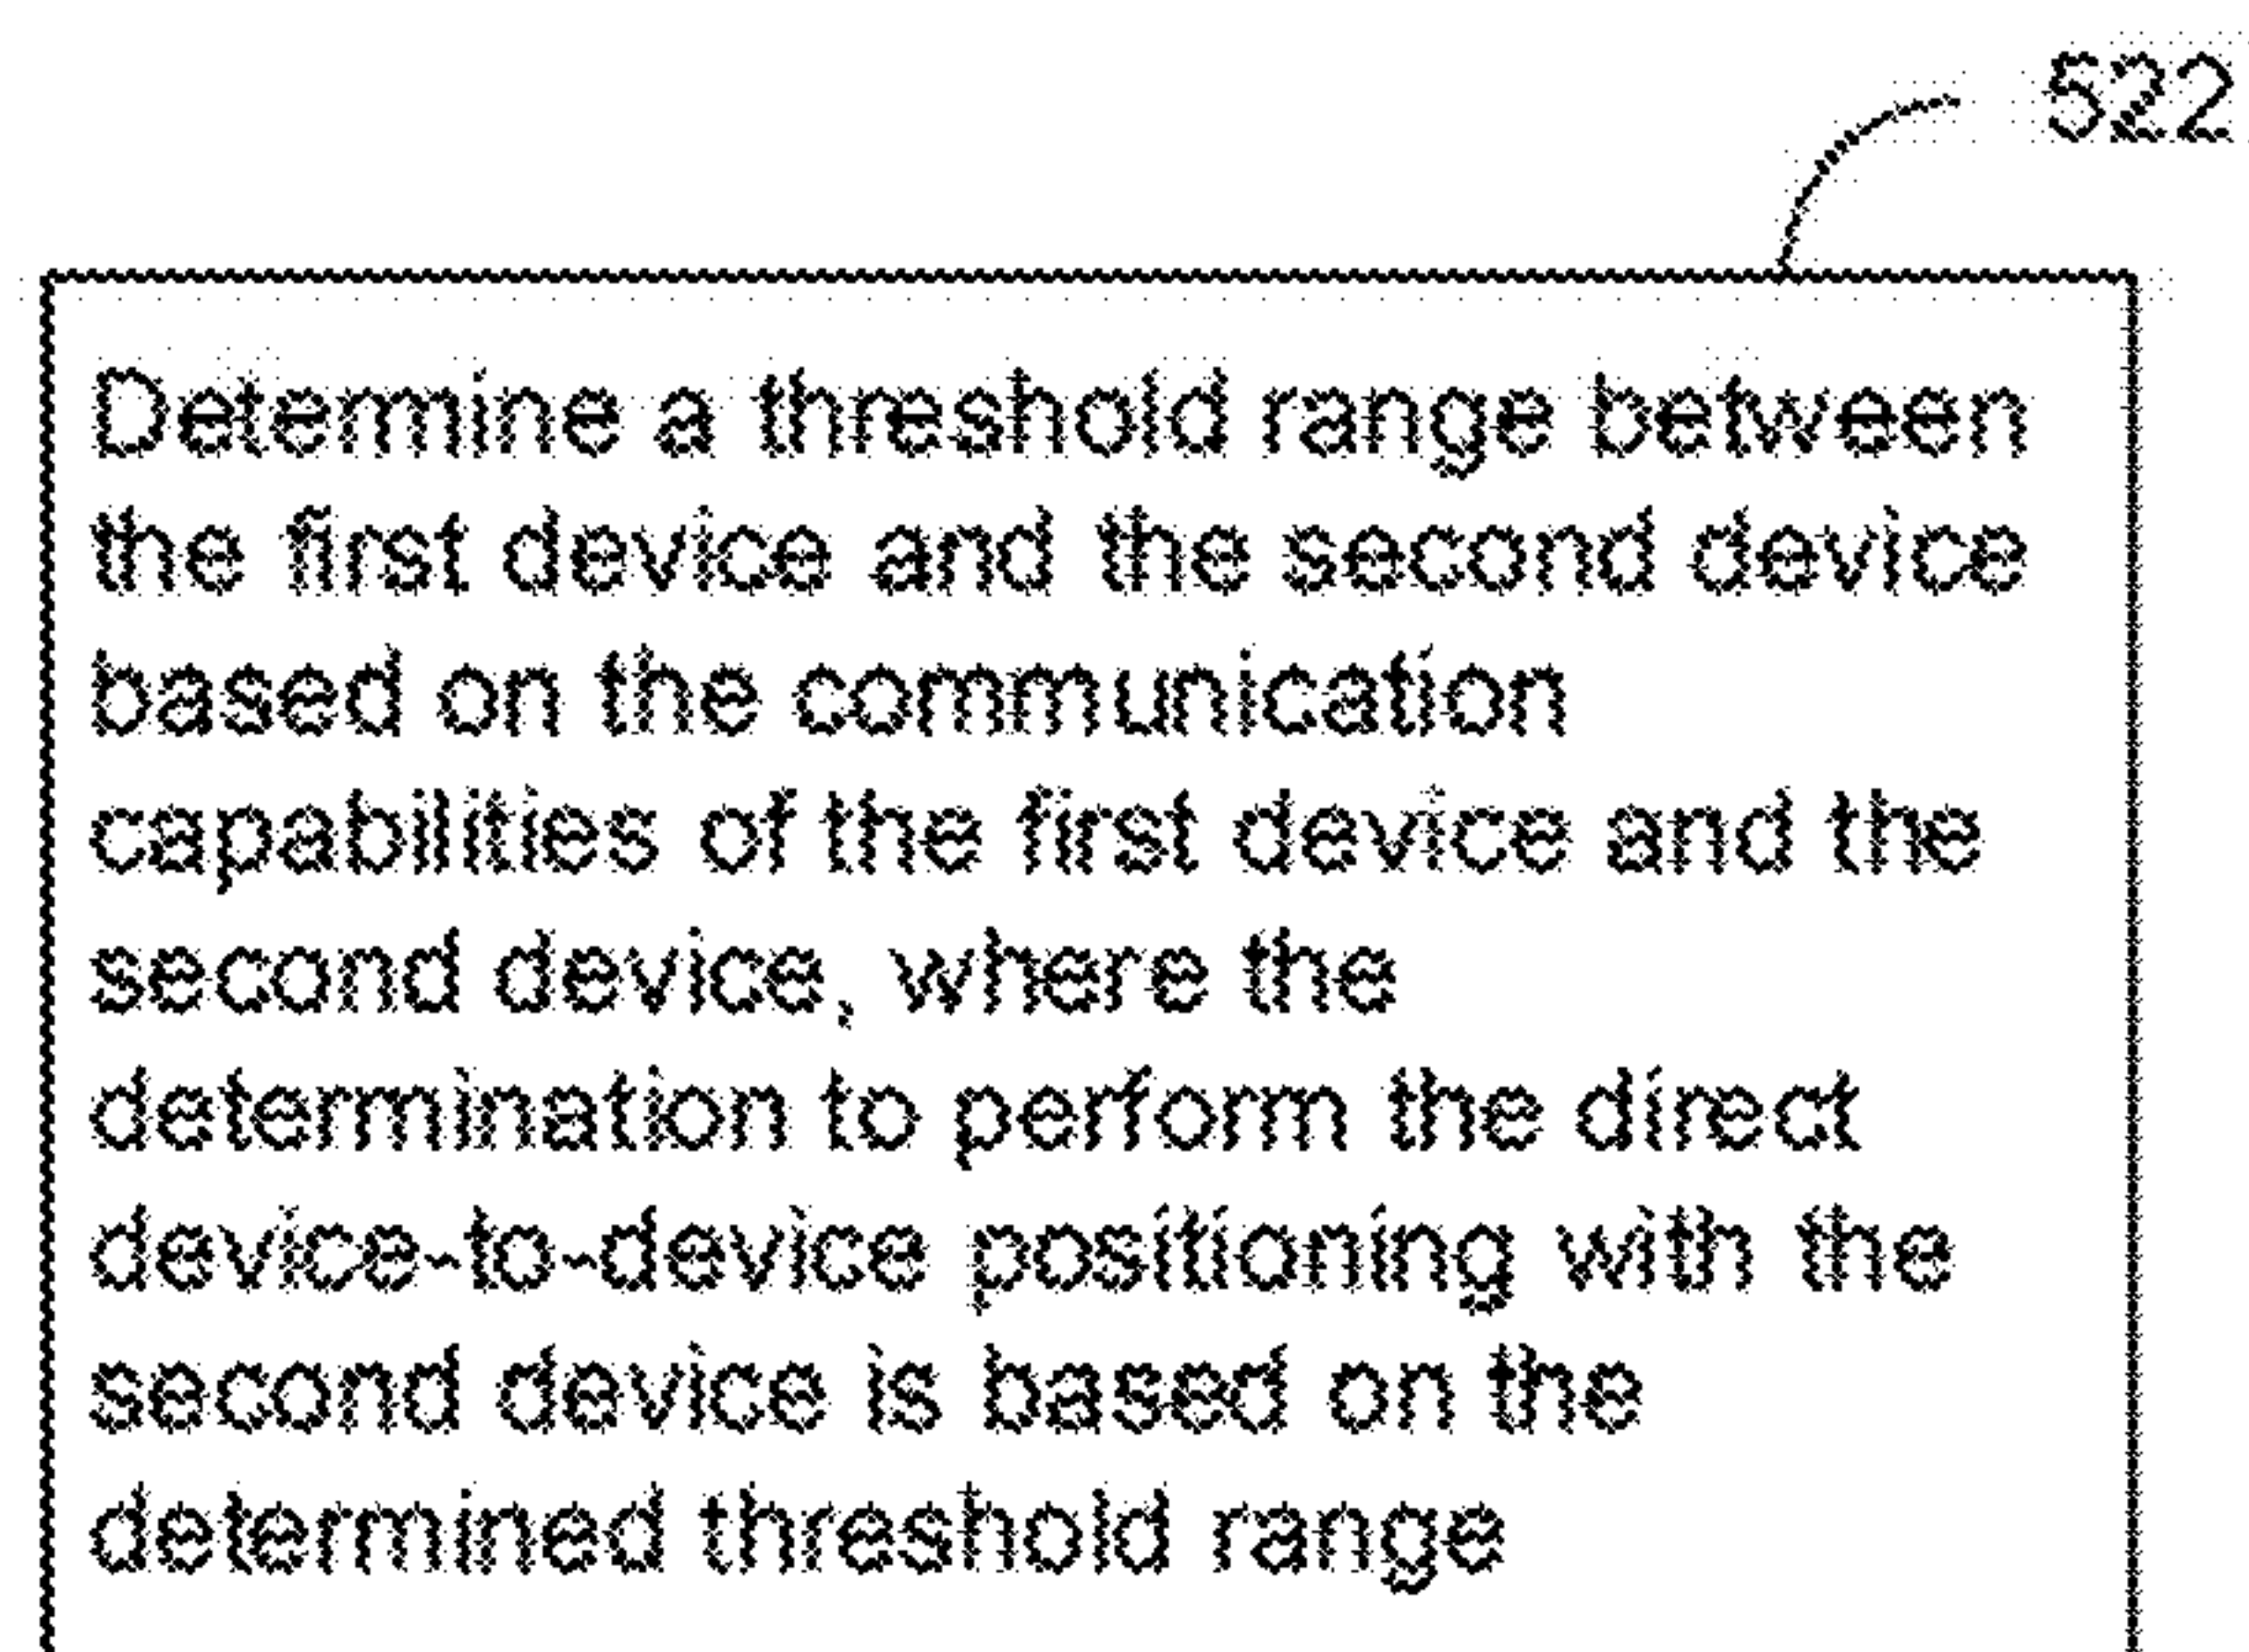 522
Determine a threshold range between
the first device and the second device
based on the communication
capabilities of the first device and the
second device, where the
determination to perform the direct
device-to-device positioning with the
second device is based on the
determined threshold range